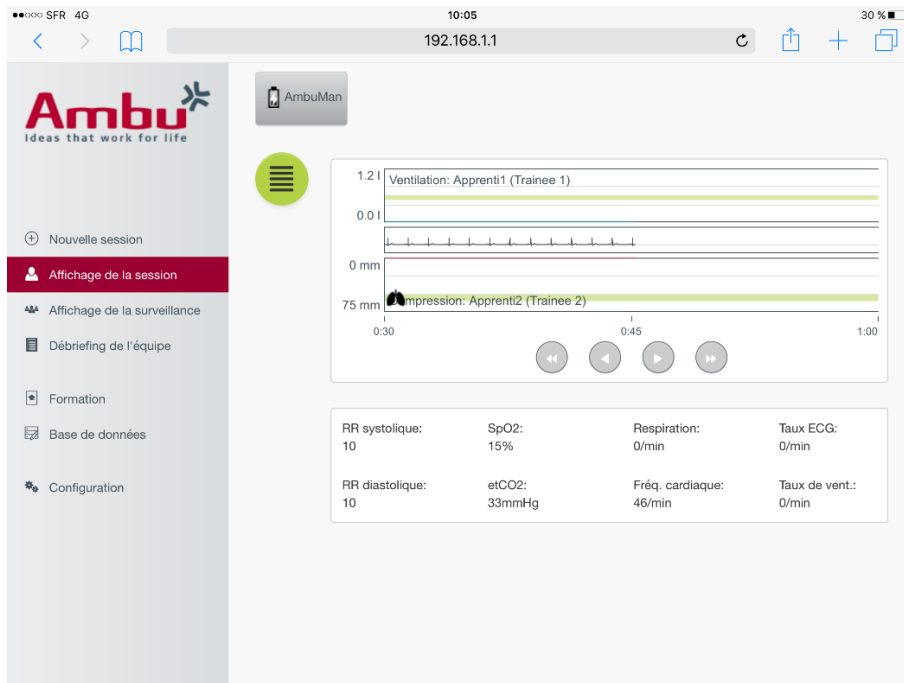 SFR 4G
10:05
30 %
192.168.1.1
Ambu
Ideas that work for life
AmbuMan
Nouvelle session
Affichage de la session
Affichage de la surveillance
Débriefing de l'équipe
Formation
Base de données
Configuration
1.2 l
Ventilation: Apprenti1 (Trainee 1)
0.0 l
0 mm
75 mm
mpression: Apprenti2 (Trainee 2)
0:30 0:45 1:00
RR systolique: SpO2: Respiration: Taux ECG:
10 15% 0/min 0/min
RR diastolique: etCO2: Fréq. cardiaque: Taux de vent.:
10 33mmHg 46/min 0/min